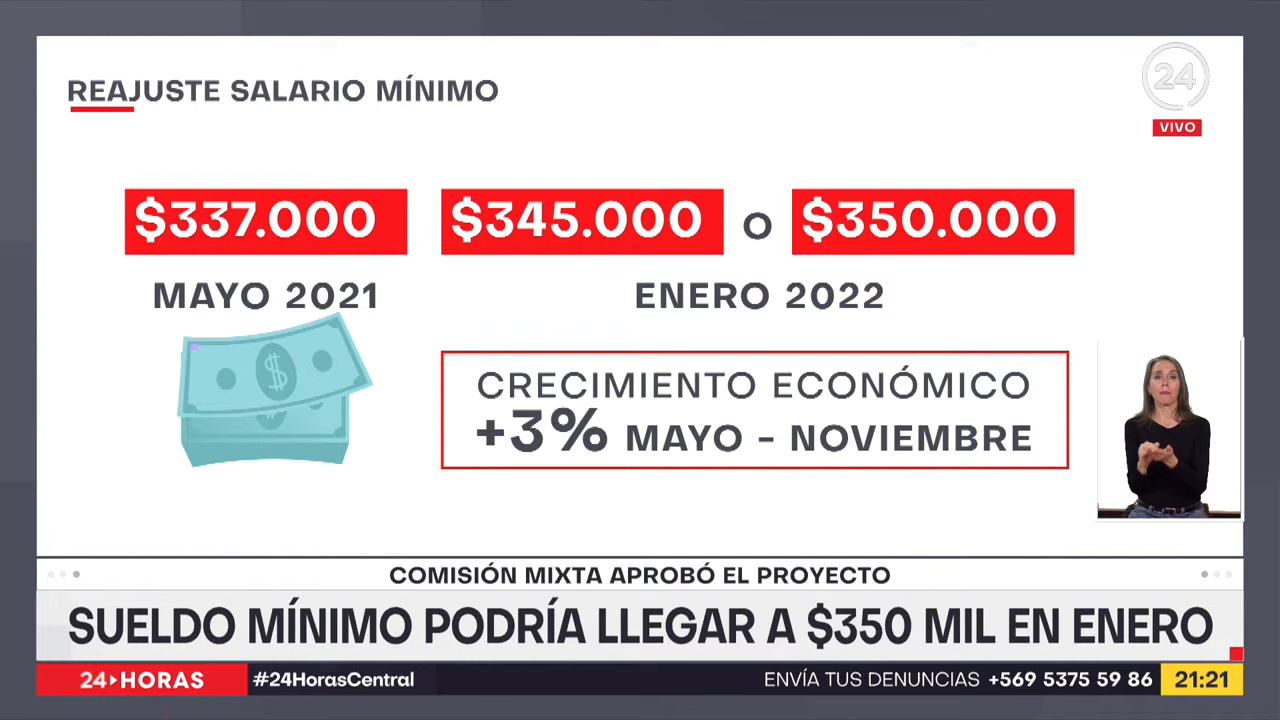 REAJUSTE SALARIO MÍNIMO
24
VIVO
$337.000
$345.000 o $350.000
MAYO 2021
ENERO 2022
$
$
CRECIMIENTO ECONÓMICO
+3% MAYO - NOVIEMBRE
COMISIÓN MIXTA APROBÓ EL PROYECTO
SUELDO MÍNIMO PODRÍA LLEGAR A $350 MIL EN ENERO
24 HORAS #24HorasCentral ENVÍA TUS DENUNCIAS +569 5375 59 86 21:21